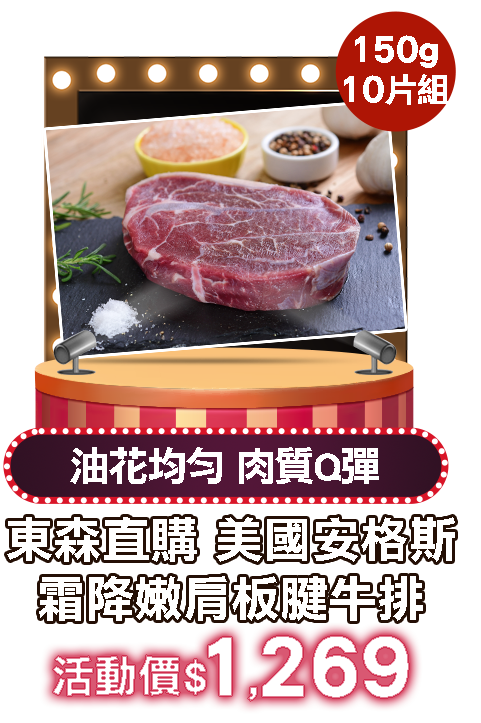 150g
10片組
油花均勻 肉質Q彈
東森直購 美國安格斯
霜降嫩肩板腱牛排
活動價$1,269